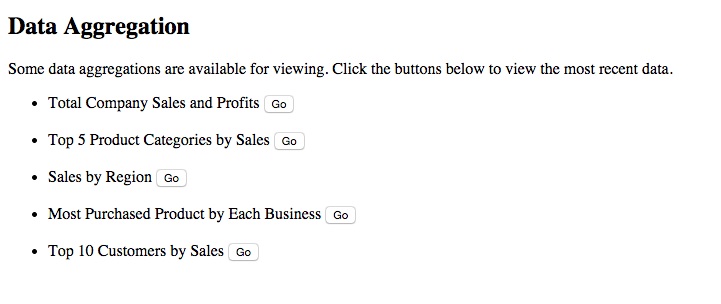 Data Aggregation
Some data aggregations are available for viewing. Click the buttons below to view the most recent data.
Total Company Sales and Profits Go
Top 5 Product Categories by Sales Go
Sales by Region Go
Most Purchased Product by Each Business Go
Top 10 Customers by Sales Go